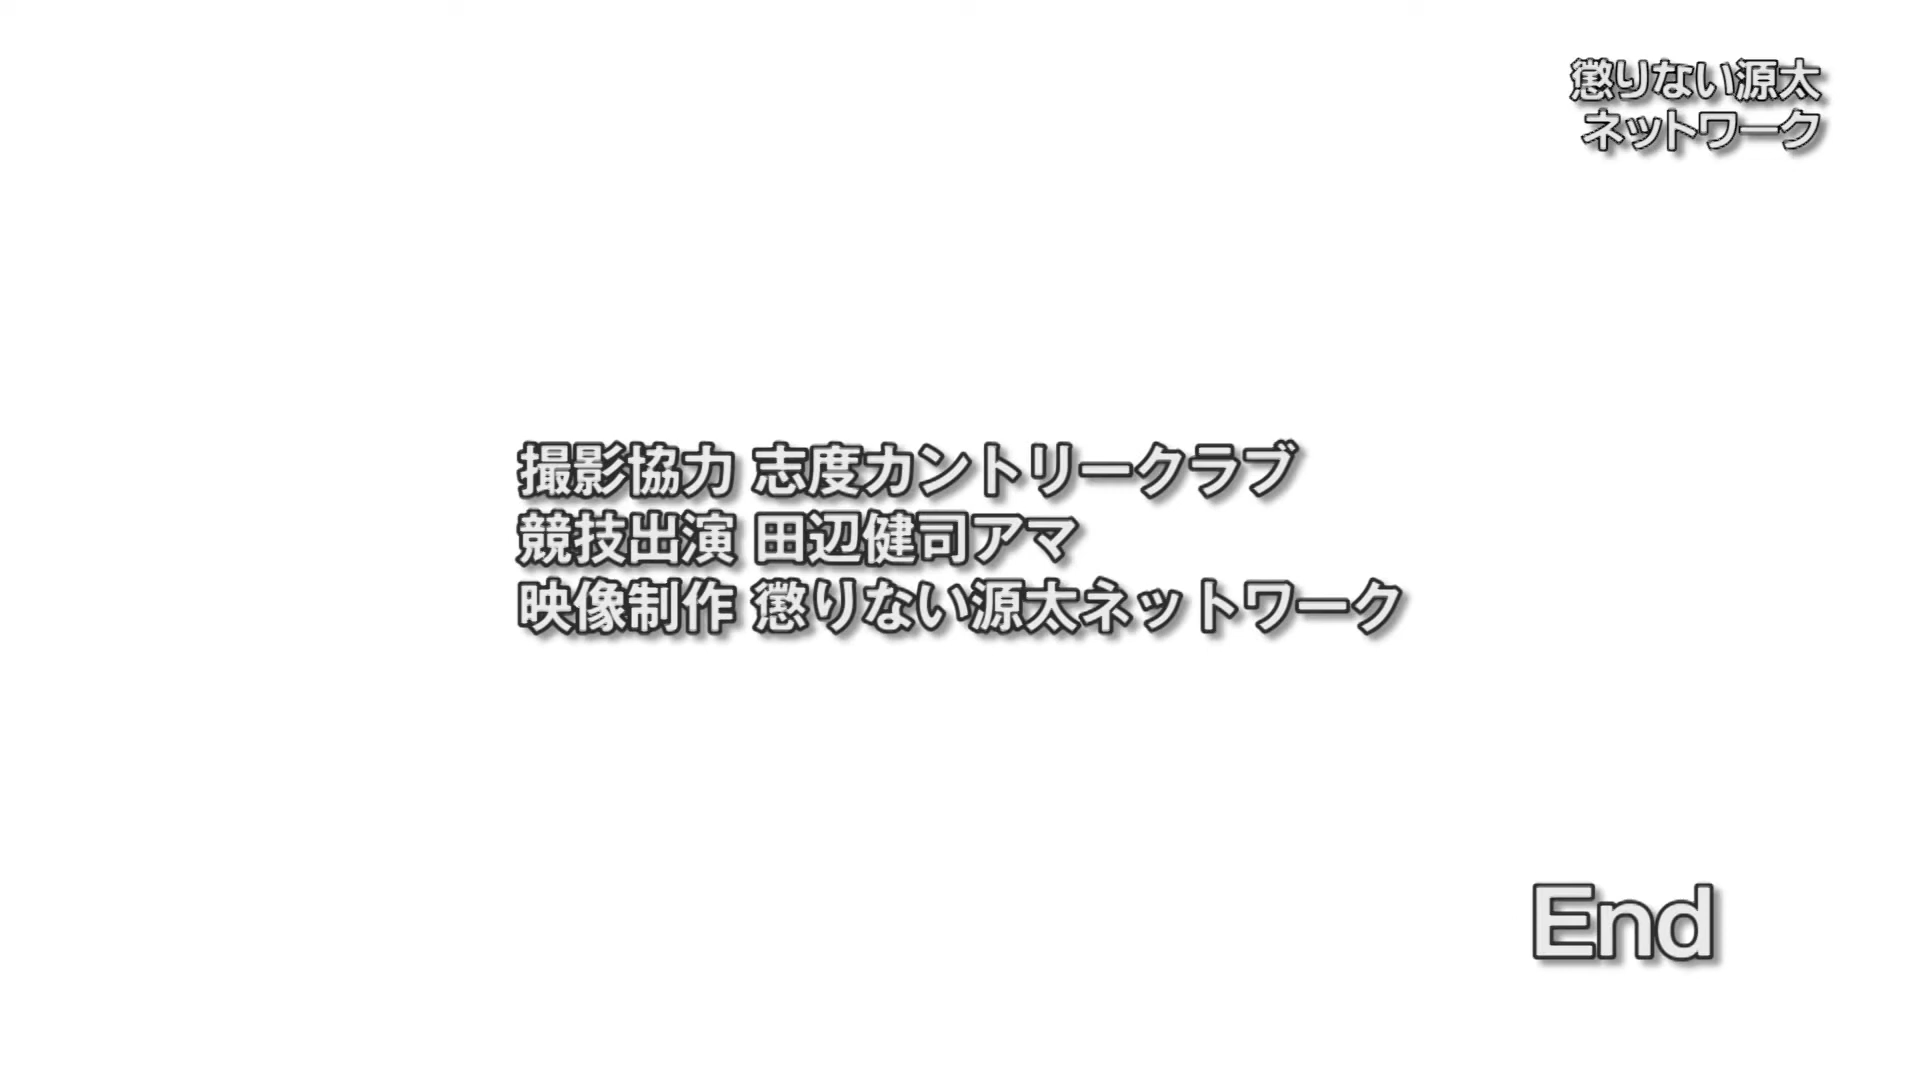 懲りない源太
ネットワーク
撮影協力 志度カントリークラブ
競技出演 田辺健司アマ
映像制作 懲りない源太ネットワーク
End